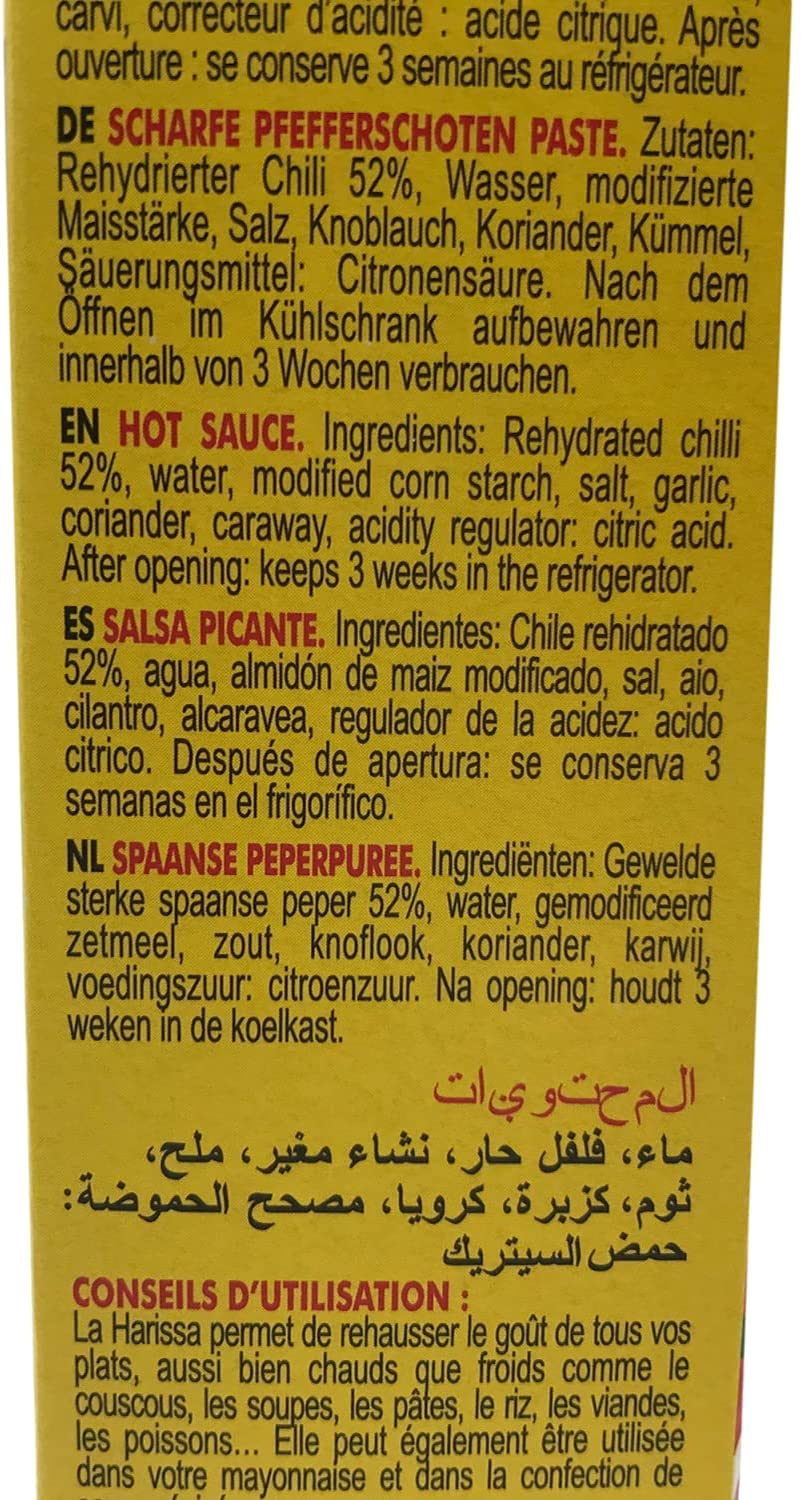 carvi, correcteur d'acidité : acide citrique. Après
ouverture : se conserve 3 semaines au réfrigérateur.
DE SCHARFE PFEFFERSCHOTEN PASTE. Zutaten:
Rehydrierter Chili 52%, Wasser, modifizierte
Maisstärke, Salz, Knoblauch, Koriander, Kümmel,
Säuerungsmittel: Citronensäure. Nach dem
Öffnen im Kühlschrank aufbewahren und
innerhalb von 3 Wochen verbrauchen.
EN HOT SAUCE. Ingredients: Rehydrated chilli
52%, water, modified corn starch, salt, garlic,
coriander, caraway, acidity regulator: citric acid.
After opening: keeps 3 weeks in the refrigerator.
ES SALSA PICANTE. Ingredientes: Chile rehidratado
52%, agua, almidón de maiz modificado, sal, aio,
cilantro, alcaravea, regulador de la acidez: acido
citrico. Después de apertura: se conserva 3
semanas en el frigorífico.
NL SPAANSE PEPERPUREE. Ingrediënten: Gewelde
sterke spaanse peper 52%, water, gemodificeerd
zetmeel, zout, knoflook, koriander, karwij,
voedingszuur: citroenzuur. Na opening: houdt 3
weken in de koelkast.
المحتويات
ماء، فلفل حار، نشاء مغير، ملح،
ثوم، كزبرة، كرويا، مصحح الحموضة:
حمض السيتريك
CONSEILS D'UTILISATION :
La Harissa permet de rehausser le goût de tous vos
plats, aussi bien chauds que froids comme le
couscous, les soupes, les pâtes, le riz, les viandes,
les poissons... Elle peut également être utilisée
dans votre mayonnaise et dans la confection de